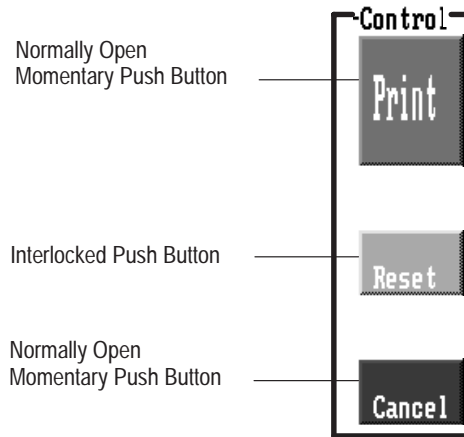 Control
Normally Open
Momentary Push Button
Print
Interlocked Push Button
Reset
Normally Open
Momentary Push Button
Cancel